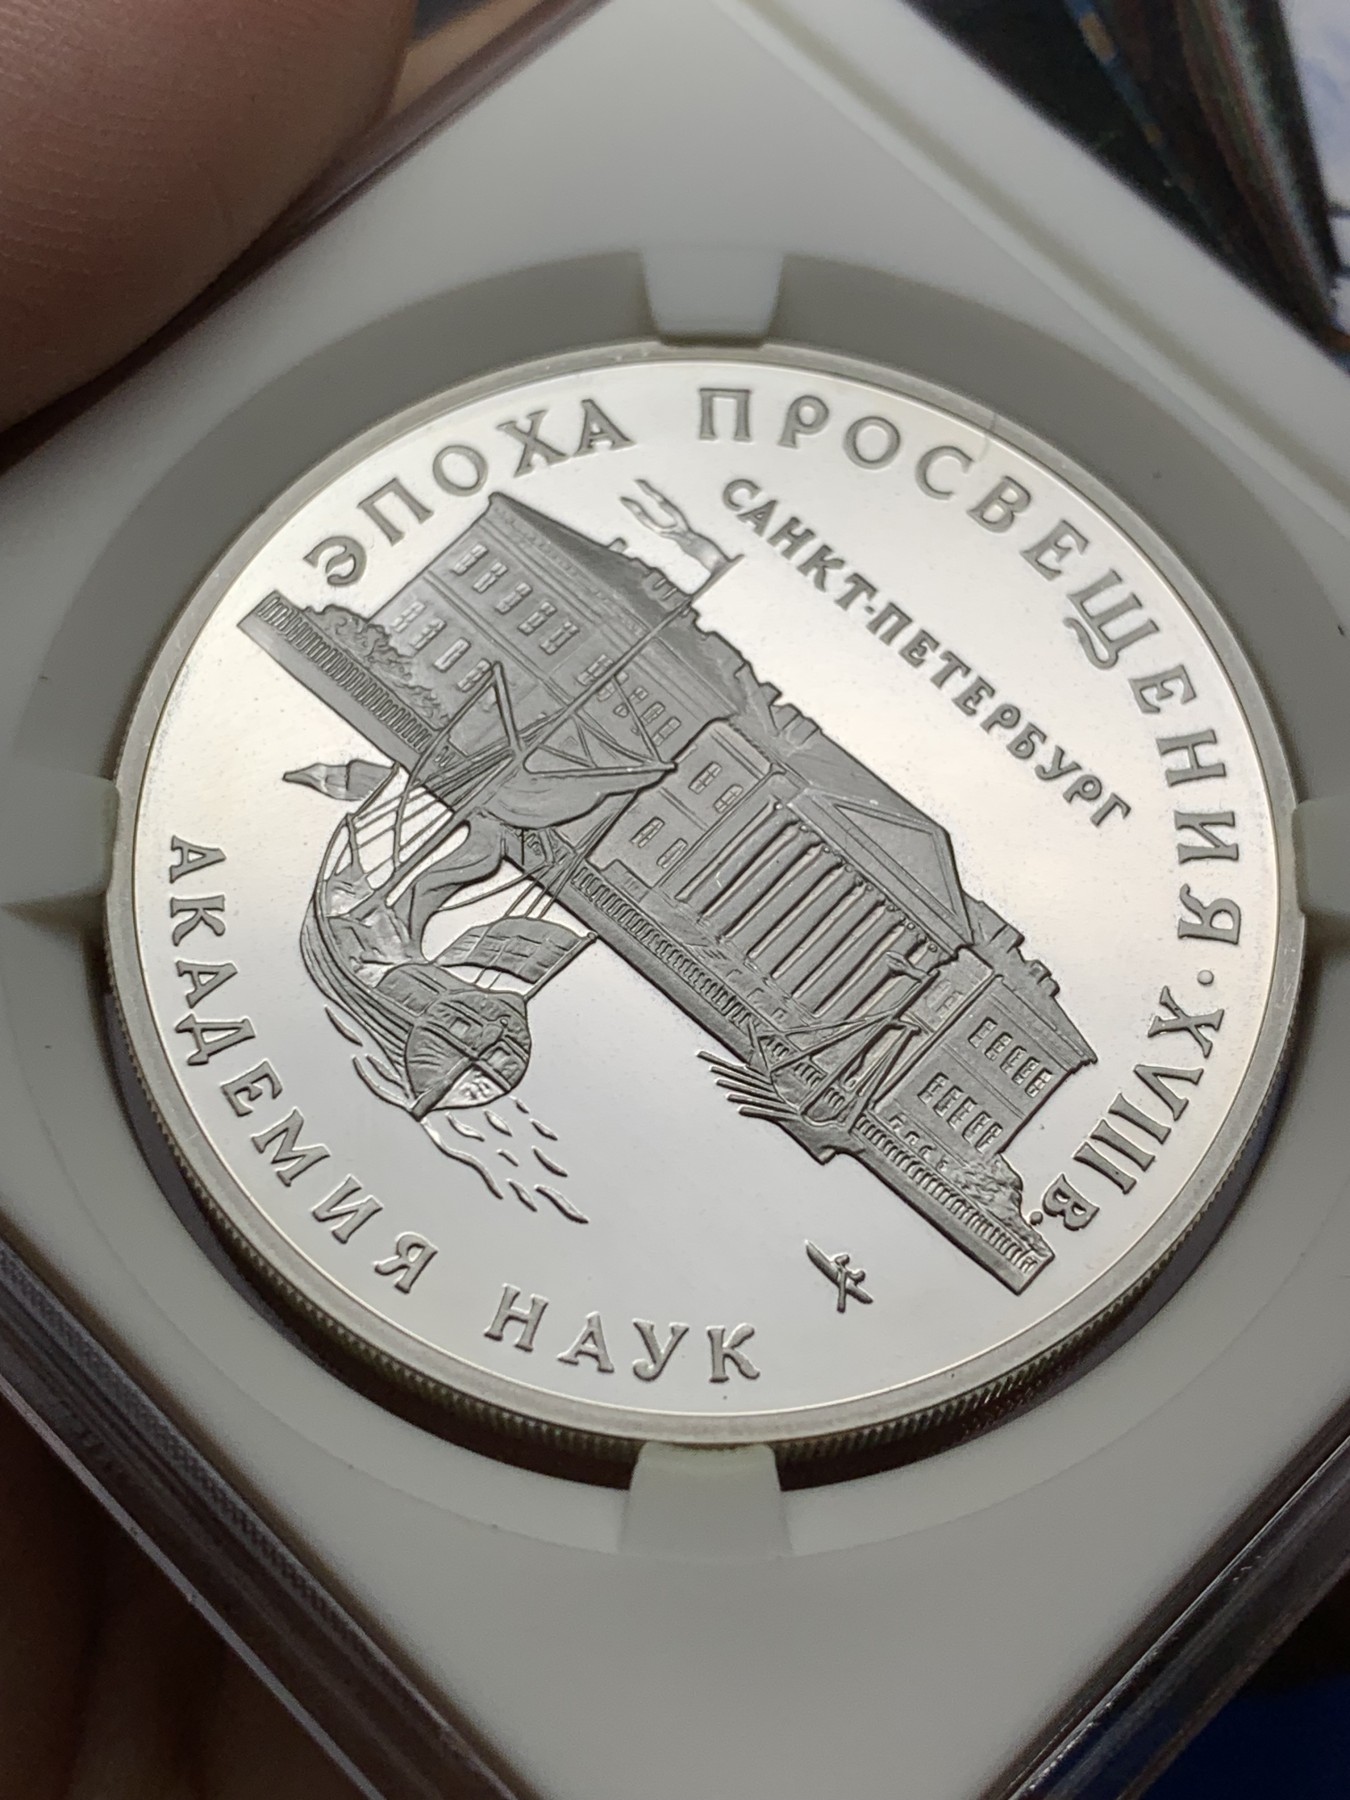 ЭПОХА ПРОСВЕЩЕНИЯ · XVIII В.
САНКТ-ПЕТЕРБУРГ
АКАДЕМИЯ НАУК